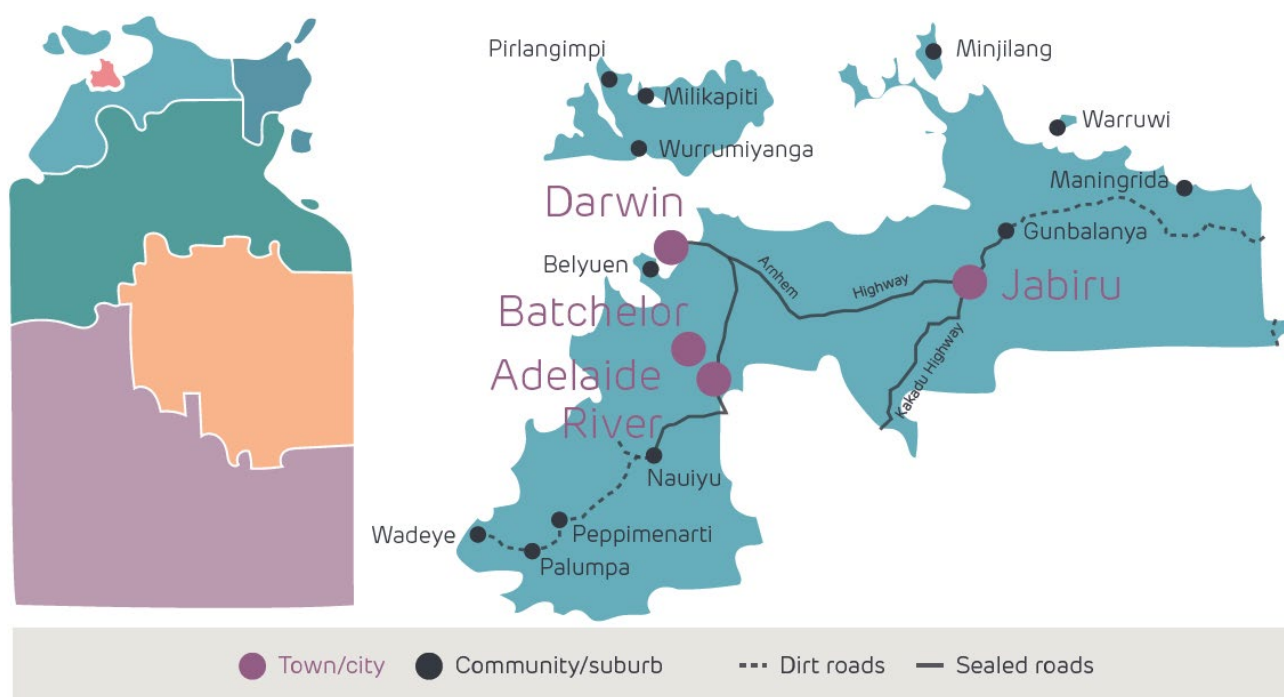 Pirlangimpi
Minjilang
Milikapiti
Warruwi
Wurrumiyanga
Maningrida
Darwin
Gunbalanya
Belyuen
Arnhem
Highway
Jabiru
Batchelor
Kakadu Highway
Adelaide
River
Nauiyu
Wadeye
Peppimenarti
Palumpa
Town/city
Community/suburb
Dirt roads
Sealed roads